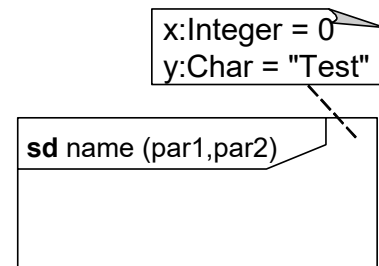 x:Integer = 0
y:Char = "Test"
sd name (par1,par2)